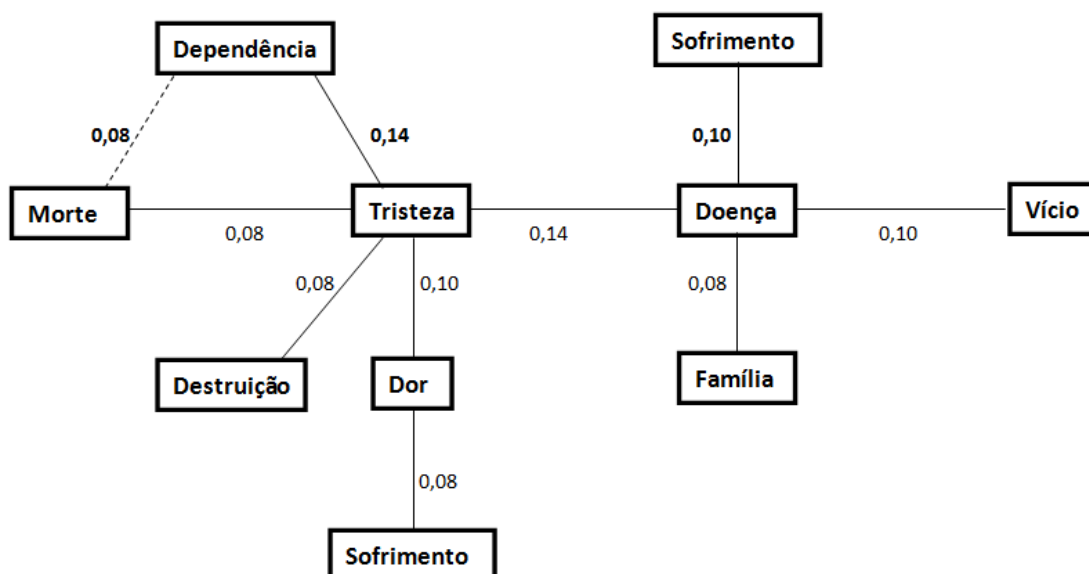 Sofrimento
Dependência
0,08
0,14
0,10
Morte
Tristeza
Doença
Vício
0,08
0,14
0,10
0,08
0,10
0,08
Destruição
Dor
Família
0,08
Sofrimento